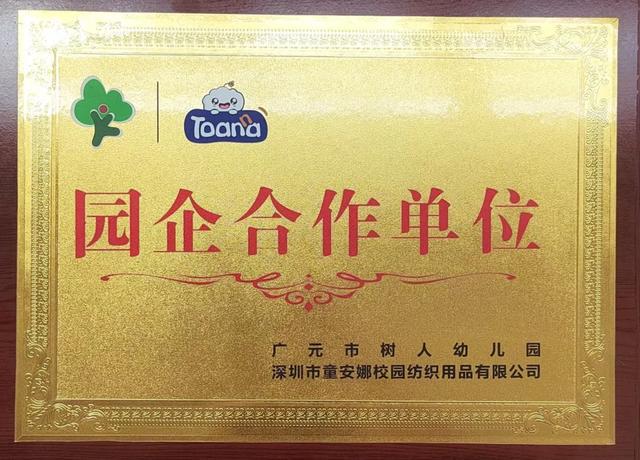 Toanna
园企合作单位
广元市树人幼儿园
深圳市童安娜校园纺织用品有限公司